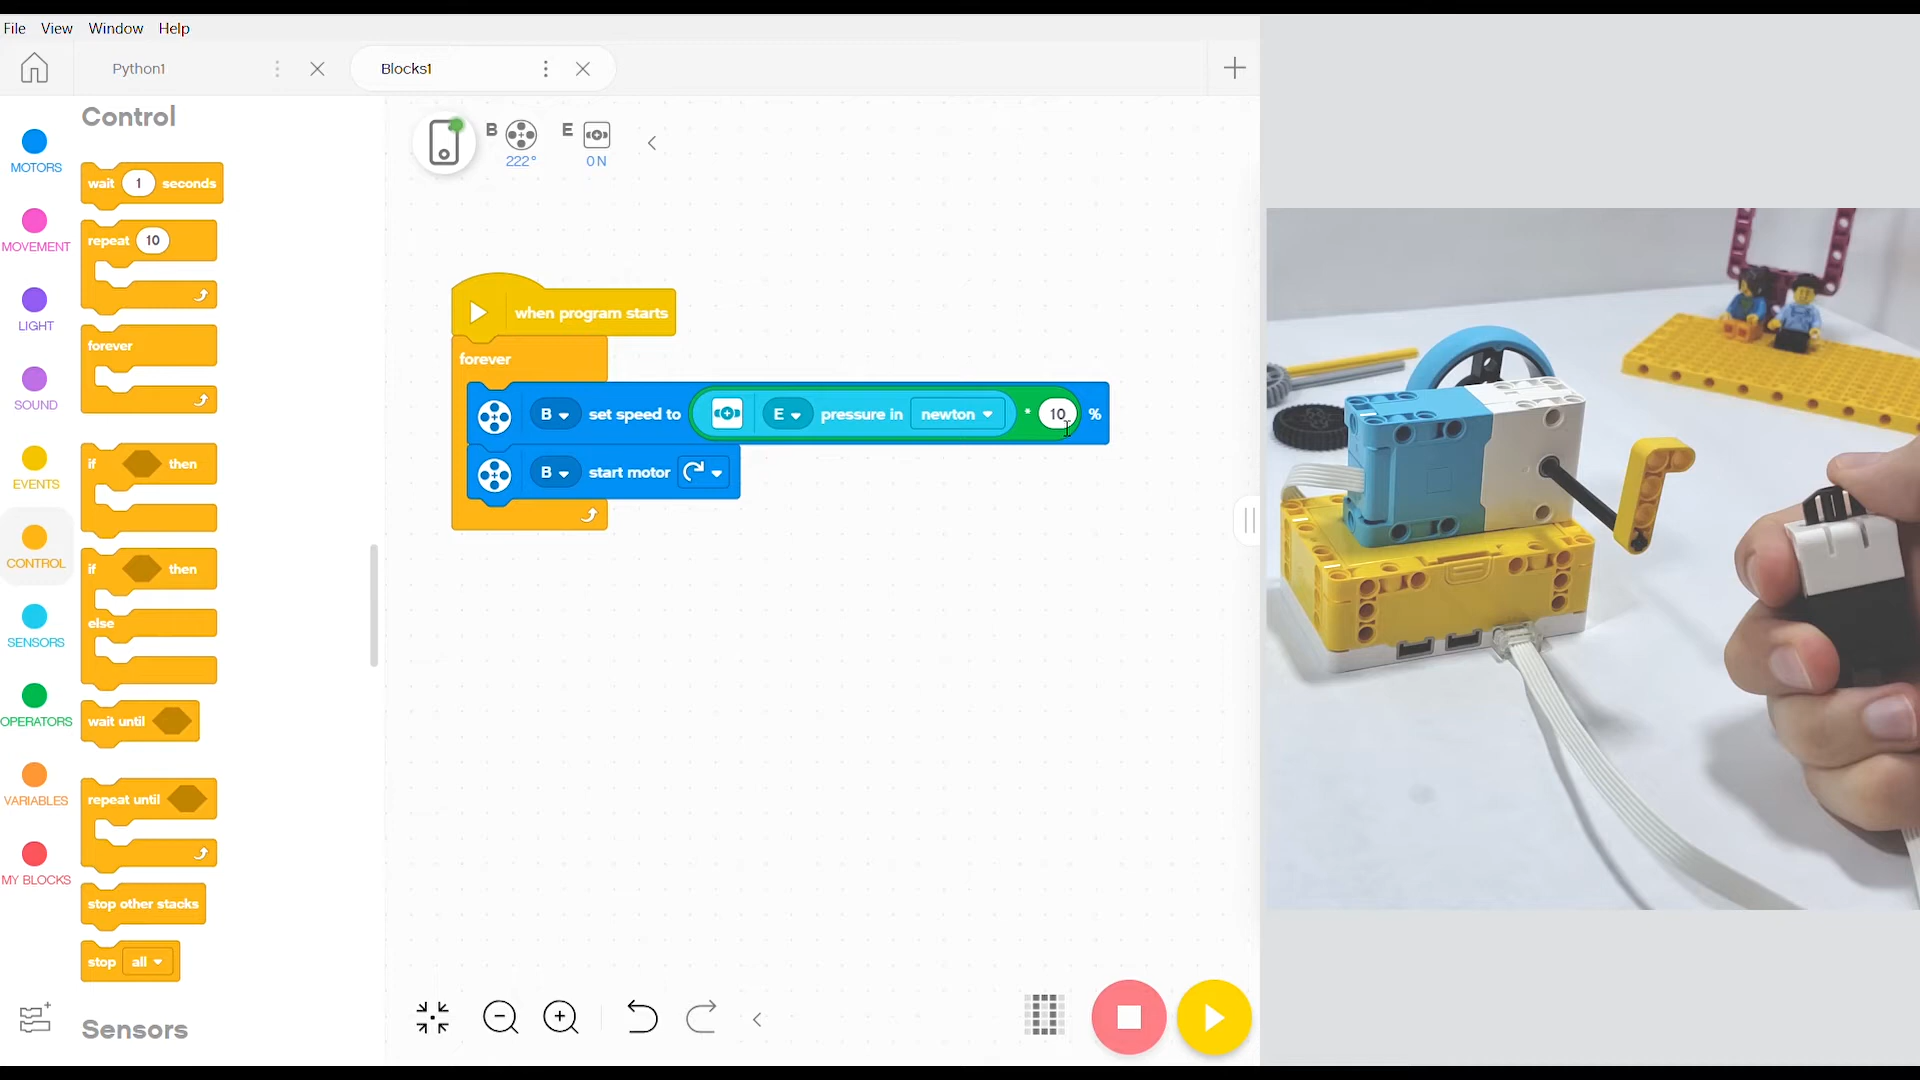 File View Window Help
Python1
Blocks1
Control
MOTORS
MOVEMENT
LIGHT
SOUND
EVENTS
CONTROL
SENSORS
OPERATORS
VARIABLES
MY BLOCKS
wait 1 seconds
repeat 10
forever
if then
if then
else
wait until
repeat until
stop other stacks
stop all
Sensors
B
222°
E
0 N
when program starts
forever
B set speed to E pressure in newton * 10 %
B start motor